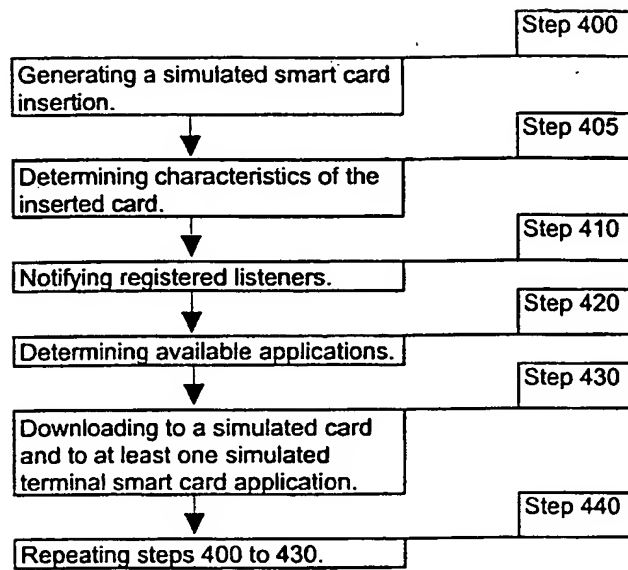 Step 400
Generating a simulated smart card
insertion.
Step 405
Determining characteristics of the
inserted card.
Step 410
Notifying registered listeners.
Step 420
Determining available applications.
Step 430
Downloading to a simulated card
and to at least one simulated
terminal smart card application.
Step 440
Repeating steps 400 to 430.